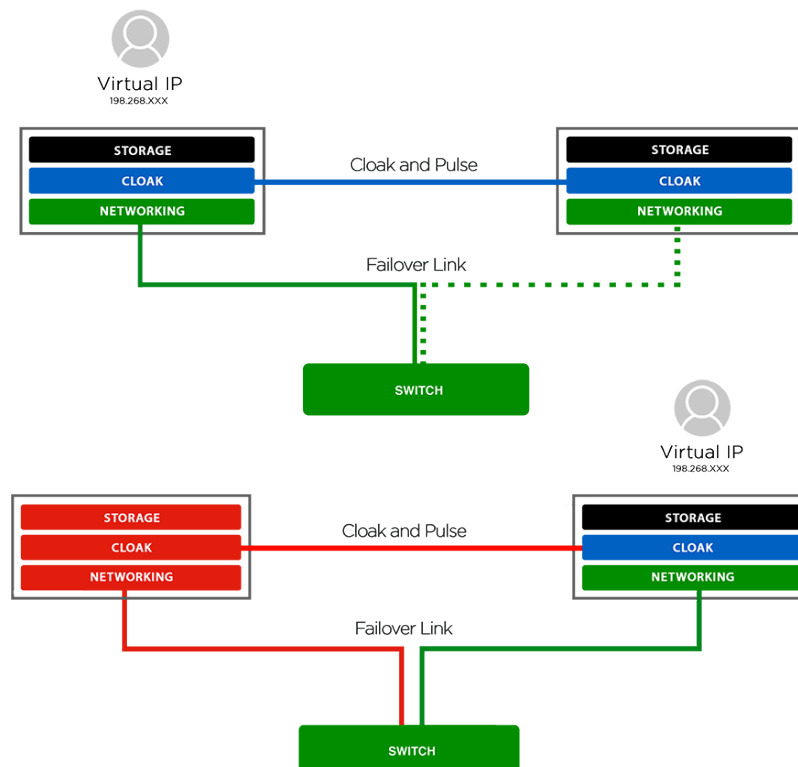 Virtual IP
198.268.XXX
STORAGE
CLOAK
NETWORKING
Cloak and Pulse
STORAGE
CLOAK
NETWORKING
Failover Link
SWITCH
Virtual IP
198.268.XXX
STORAGE
CLOAK
NETWORKING
Cloak and Pulse
STORAGE
CLOAK
NETWORKING
Failover Link
SWITCH